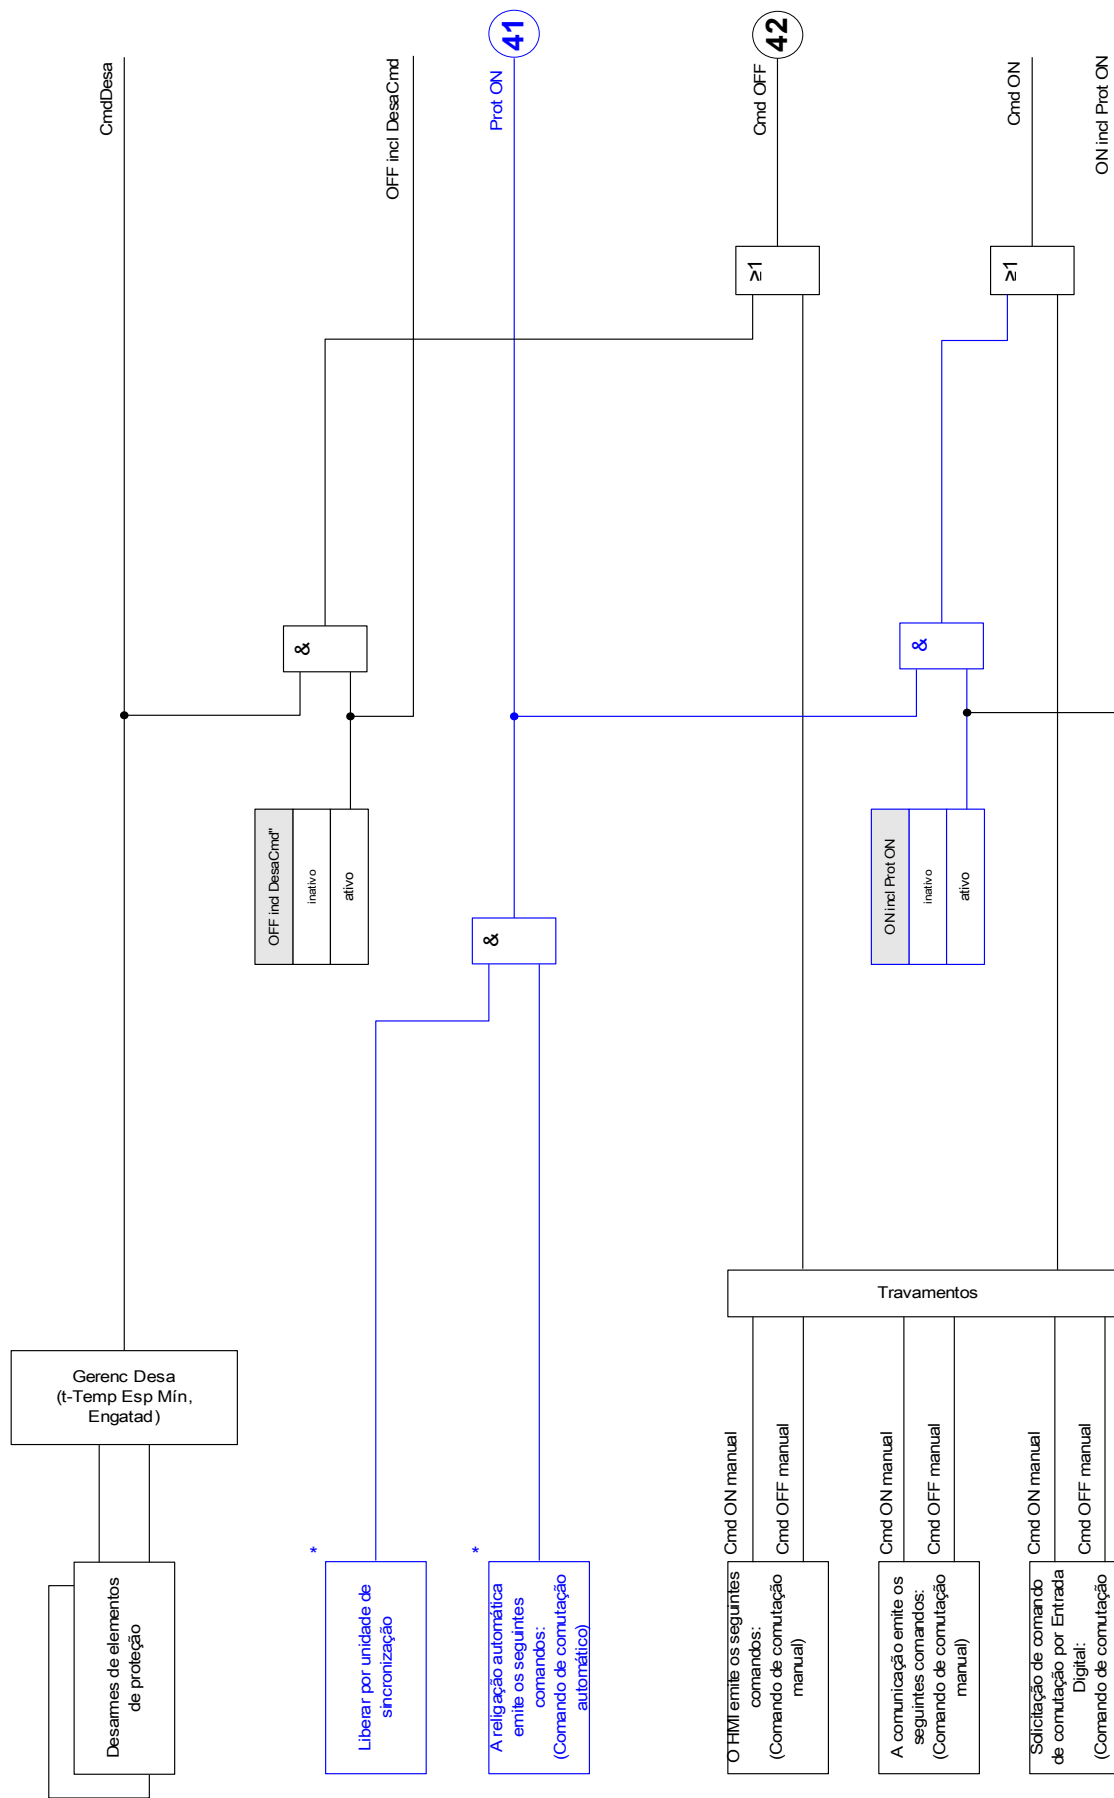 CmdDesa
OFF incl DesaCmd
Prot ON
41
Cmd OFF
42
Cmd ON
ON incl Prot ON
≥1
≥1
&
&
OFF incl DesaCmd"
inativo
ativo
ON incl Prot ON
inativo
ativo
&
Travamentos
Gerenc Desa
(t-Temp Esp Mín,
Engatad)
Cmd ON manual
Cmd OFF manual
Cmd ON manual
Cmd OFF manual
Cmd ON manual
Cmd OFF manual
*
*
Desarmes de elementos
de proteção
Liberar por unidade de
sincronização
A religação automática
emite os seguintes
comandos:
(Comando de comutação
automático)
O HMI emite os seguintes
comandos:
(Comando de comutação
manual)
A comunicação emite os
seguintes comandos:
(Comando de comutação
manual)
Solicitação de comando
de comutação por Entrada
Digital:
(Comando de comutação